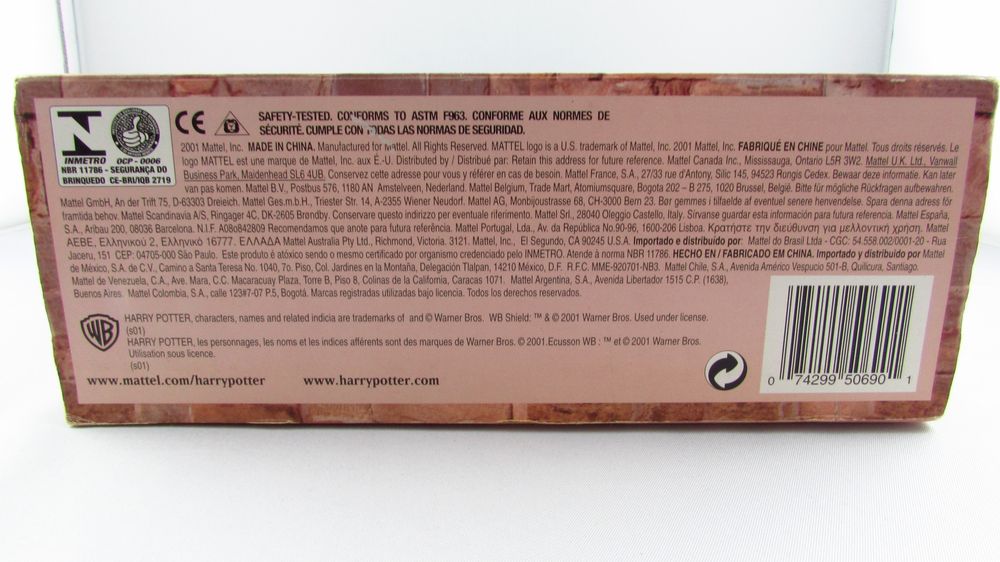 INMETRO
NBR 11786 - SEGURANÇA DO
BRINQUEDO CE-BRI/IQB 2719
OCP - 0006
CE
SAFETY-TESTED. CONFORMS TO ASTM F963. CONFORME AUX NORMES DE
SÉCURITÉ. CUMPLE CON TODAS LAS NORMAS DE SEGURIDAD.
2001 Mattel, Inc. MADE IN CHINA. Manufactured for Mattel. All Rights Reserved. MATTEL logo is a U.S. trademark of Mattel, Inc. 2001 Mattel, Inc. FABRIQUÉ EN CHINE pour Mattel. Tous droits réservés. Le
logo MATTEL est une marque de Mattel, Inc. aux É.-U. Distributed by / Distribué par: Retain this address for future reference. Mattel Canada Inc., Mississauga, Ontario L5R 3W2. Mattel U.K. Ltd., Vanwall
Business Park, Maidenhead SL6 4UB. Conservez cette adresse pour vous y référer en cas de besoin. Mattel France, S.A., 27/33 rue d'Antony, Silic 145, 94523 Rungis Cedex. Bewaar deze informatie. Kan later
van pas komen. Mattel B.V., Postbus 576, 1180 AN Amstelveen, Nederland. Mattel Belgium, Trade Mart, Atomiumsquare, Bogota 202 – B 275, 1020 Brussel, België. Bitte für mögliche Rückfragen aufbewahren.
Mattel GmbH, An der Trift 75, D-63303 Dreieich. Mattel Ges.m.b.H., Triester Str. 14, A-2355 Wiener Neudorf. Mattel AG, Monbijoustrasse 68, CH-3000 Bern 23. Bør gemmes i tilfælde af eventuel senere henvendelse. Spara denna adress för
framtida behov. Mattel Scandinavia A/S, Ringager 4C, DK-2605 Brøndby. Conservare questo indirizzo per eventuale riferimento. Mattel Srl., 28040 Oleggio Castello, Italy. Sírvanse guardar esta información para futura referencia. Mattel España,
S.A., Aribau 200, 08036 Barcelona. N.I.F. A08o842809 Recomendamos que anote para futura referência. Mattel Portugal, Lda., Av. da República No.90-96, 1600-206 Lisboa. Κρατήστε την διεύθυνση για μελλοντική χρήση. Mattel
ΑΕΒΕ, Ελληνικού 2, Ελληνικό 16777. ΕΛΛΑΔΑ Mattel Australia Pty Ltd., Richmond, Victoria. 3121. Mattel, Inc., El Segundo, CA 90245 U.S.A. Importado e distribuido por: Mattel do Brasil Ltda - CGC: 54.558.002/0001-20 - Rua
Jaceru, 151 CEP: 04705-000 São Paulo. Este produto é atóxico sendo o mesmo certificado por organismo credenciado pelo INMETRO. Atende à norma NBR 11786. HECHO EN / FABRICADO EM CHINA. Importado y distribuido por Mattel
de México, S.A. de C.V., Camino a Santa Teresa No. 1040, 7o. Piso, Col. Jardines en la Montaña, Delegación Tlalpan, 14210 México, D.F. R.F.C. MME-920701-NB3. Mattel Chile, S.A., Avenida Américo Vespucio 501-B, Quilicura, Santiago.
Mattel de Venezuela, C.A., Ave. Mara, C.C. Macaracuay Plaza, Torre B, Piso 8, Colinas de la California, Caracas 1071. Mattel Argentina, S.A., Avenida Libertador 1515 C.P. (1638),
Buenos Aires. Mattel Colombia, S.A., calle 123#7-07 P.5, Bogotá. Marcas registradas utilizadas bajo licencia. Todos los derechos reservados.
WB
HARRY POTTER, characters, names and related indicia are trademarks of and © Warner Bros. WB Shield: ™ & © 2001 Warner Bros. Used under license.
(s01)
HARRY POTTER, les personnages, les noms et les indices afférents sont des marques de Warner Bros. © 2001.Ecusson WB : ™ et © 2001 Warner Bros.
Utilisation sous licence.
(s01)
www.mattel.com/harrypotter www.harrypotter.com
0 74299 50690 1